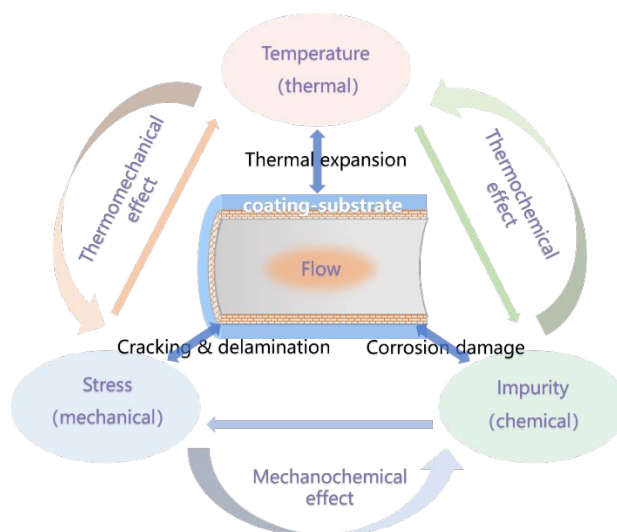 Temperature
(thermal)
Thermal expansion
Thermomechanical
effect
Thermochemical
effect
coating-substrate
Flow
Cracking & delamination
Corrosion damage
Stress
(mechanical)
Impurity
(chemical)
Mechanochemical
effect